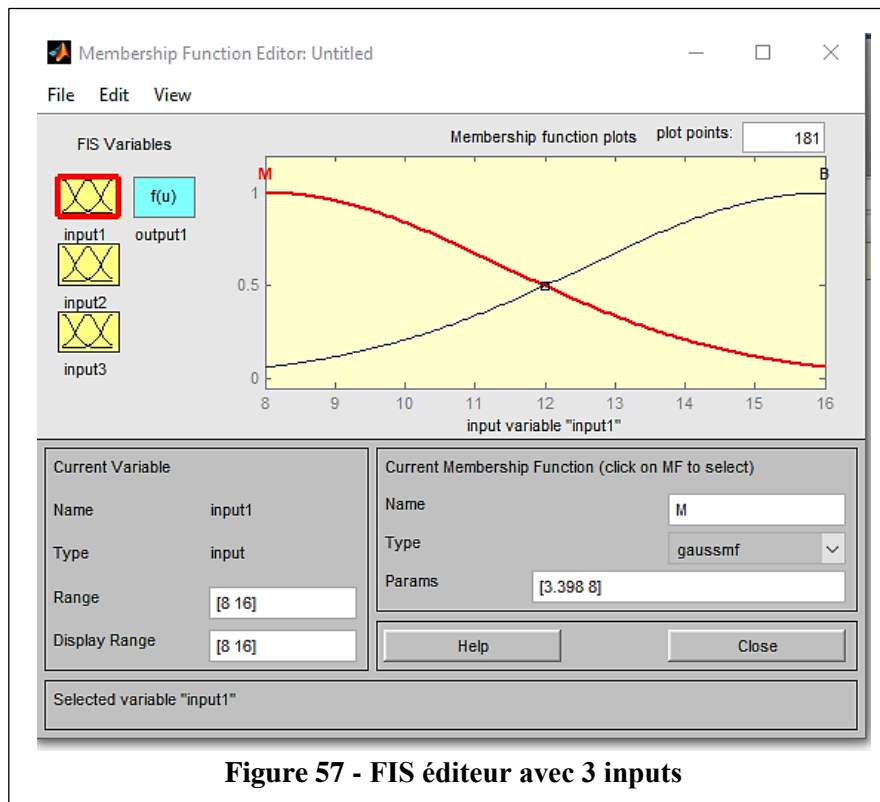 Membership Function Editor: Untitled
File Edit View
FIS Variables
Membership function plots plot points: 181
f(u)
input1 output1
input2
input3
M
B
1
0.5
0
8 9 10 11 12 13 14 15 16
input variable "input1"
Current Variable
Name input1
Type input
Range [8 16]
Display Range [8 16]
Current Membership Function (click on MF to select)
Name M
Type gaussmf
Params [3.398 8]
Help Close
Selected variable "input1"
Figure 57 - FIS éditeur avec 3 inputs